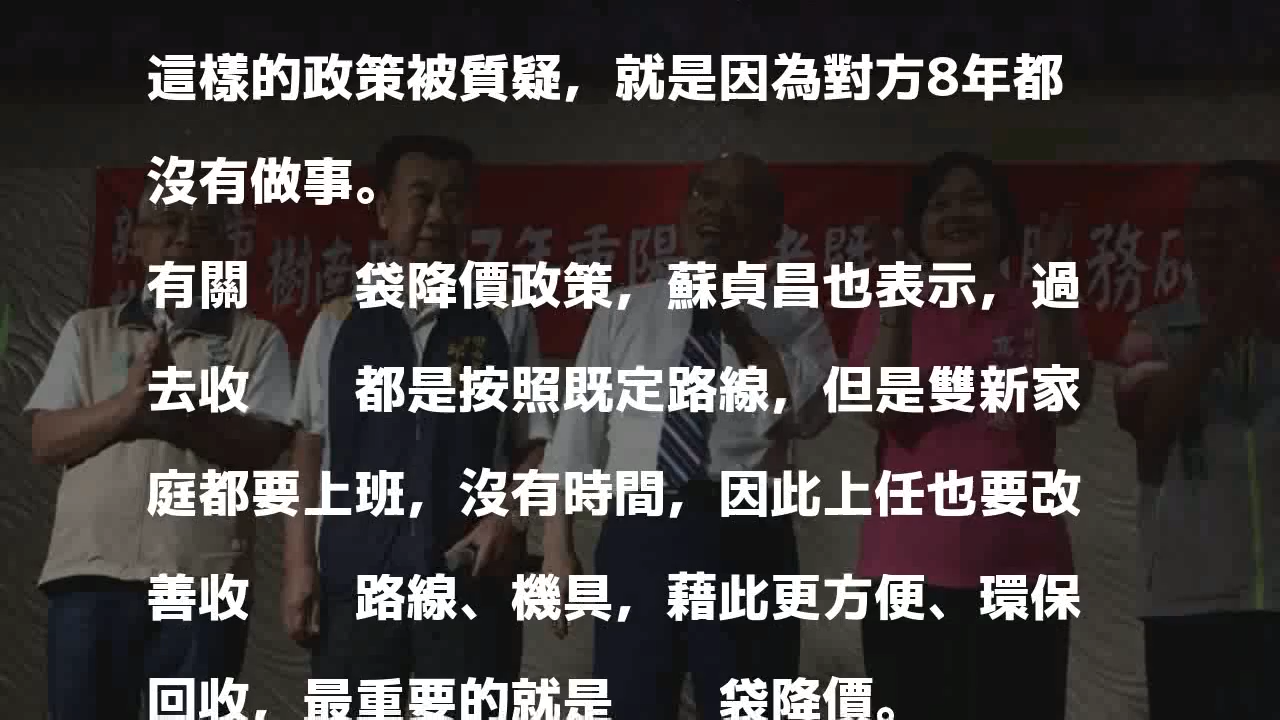 這樣的政策被質疑，就是因為對方8年都
沒有做事。
有關　　袋降價政策，蘇貞昌也表示，過
去收　　都是按照既定路線，但是雙新家
庭都要上班，沒有時間，因此上任也要改
善收　　路線、機具，藉此更方便、環保
回收，最重要的就是　　袋降價。